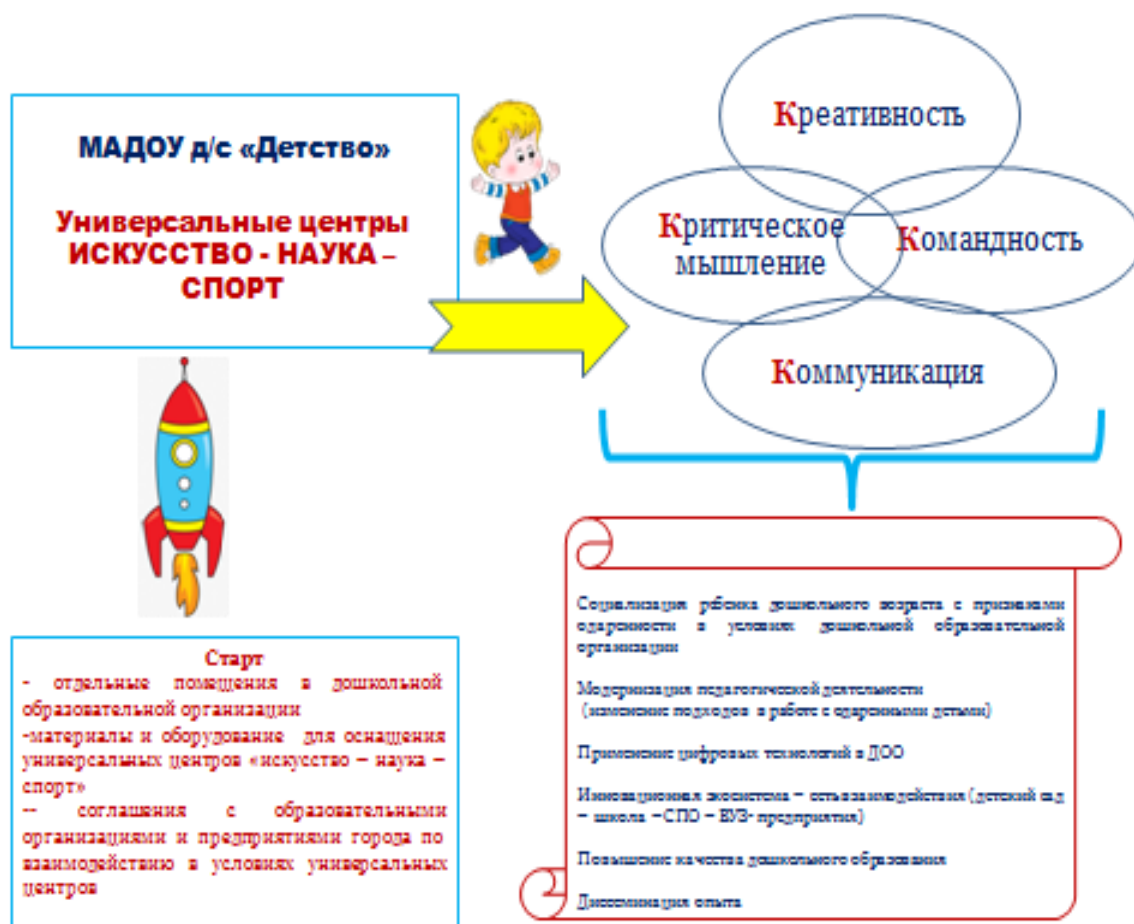 МАДОУ д/с «Детство»
Универсальные центры
ИСКУССТВО - НАУКА –
СПОРТ
Креативность
Критическое
мышление
Командность
Коммуникация
Старт
- отдельные помещения в дошкольной
образовательной организации
-материалы и оборудование для оснащения
универсальных центров «искусство – наука –
спорт»
-- соглашения с образовательными
организациями и предприятиями города по
взаимодействию в условиях универсальных
центров
Социализация ребенка дошкольного возраста с признаками
одаренности в условиях дошкольной образовательной
организации
Модернизация педагогической деятельности
(изменение подходов в работе с одаренными детьми)
Применение цифровых технологий в ДОО
Инновационная экосистема – сеть взаимодействия (детский сад
– школа – СПО – ВУЗ- предприятия)
Повышение качества дошкольного образования
Диссеминация опыта